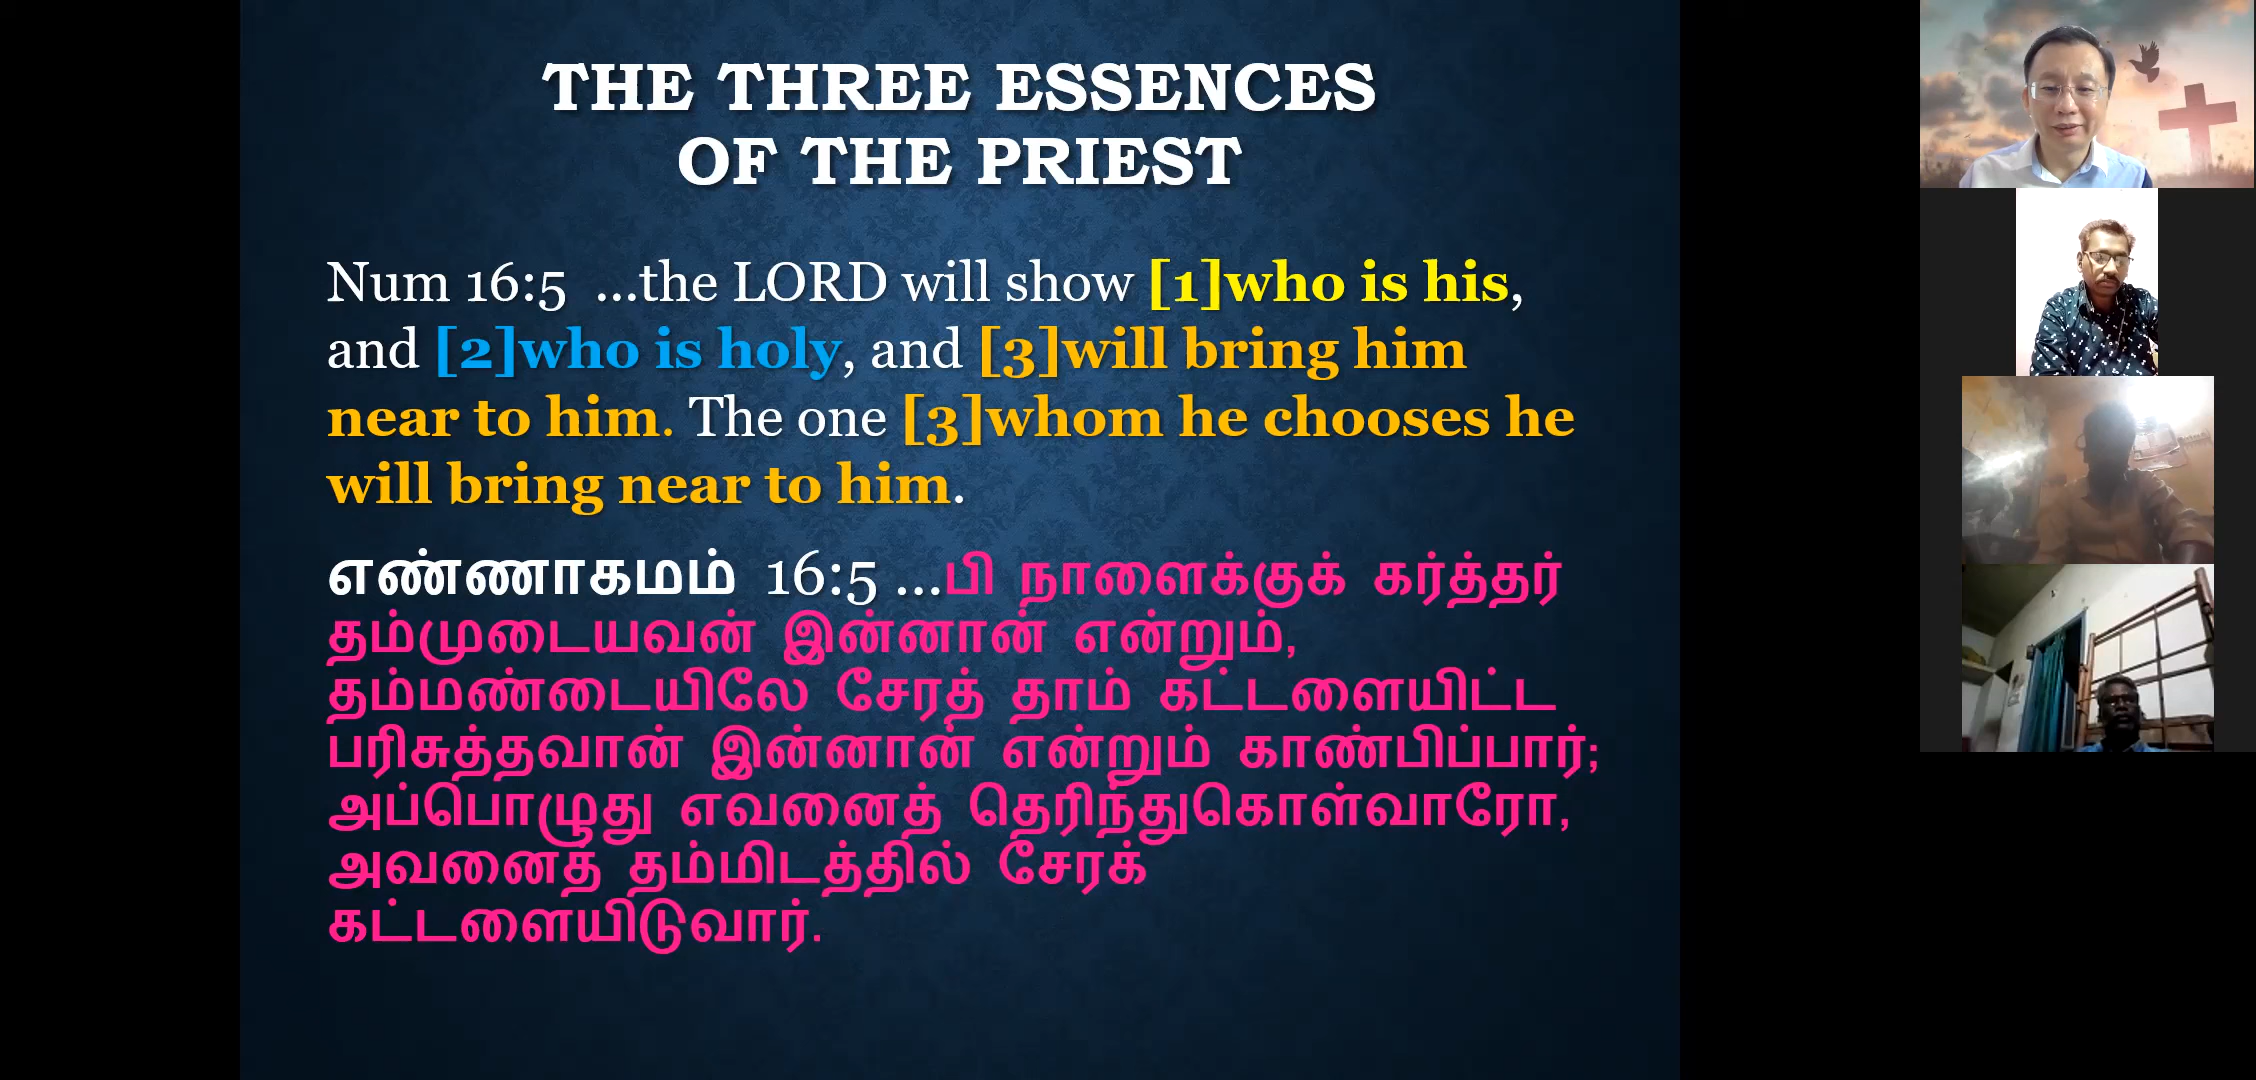 THE THREE ESSENCES
OF THE PRIEST
Num 16:5 ...the LORD will show [1]who is his,
and [2]who is holy, and [3]will bring him
near to him. The one [3]whom he chooses he
will bring near to him.
எண்ணாகமம் 16:5 ...பி நாளைக்குக் கர்த்தர்
தம்முடையவன் இன்னான் என்றும்,
தம்மண்டையிலே சேரத் தாம் கட்டளையிட்ட
பரிசுத்தவான் இன்னான் என்றும் காண்பிப்பார்;
அப்பொழுது எவனைத் தெரிந்துகொள்வாரோ,
அவனைத் தம்மிடத்தில் சேரக்
கட்டளையிடுவார்.